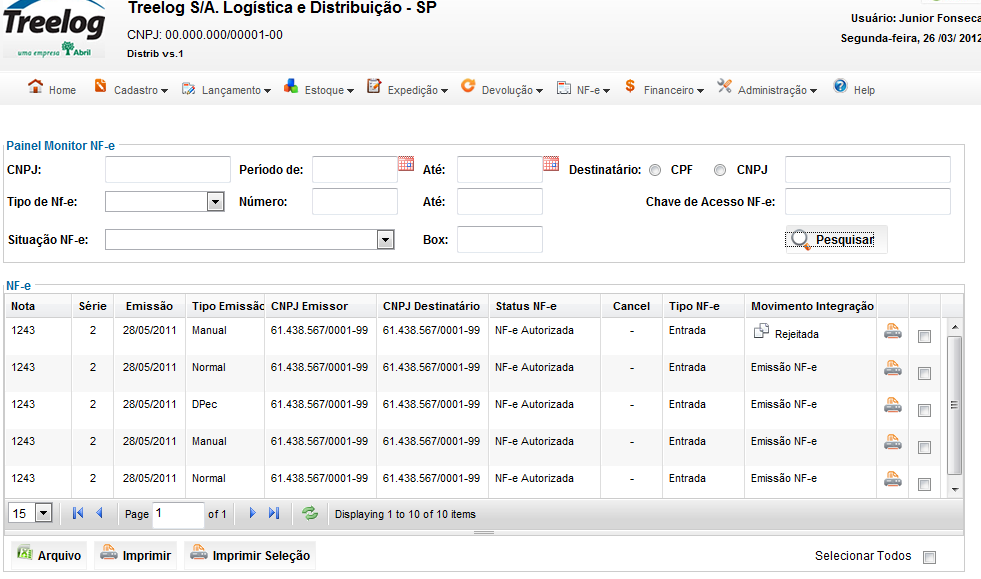 Treelog
uma empresa Abril
Treelog S/A. Logística e Distribuição - SP
CNPJ: 00.000.000/00001-00
Distrib vs.1
Usuário: Junior Fonseca
Segunda-feira, 26 /03/ 2012
Home Cadastro Lançamento Estoque Expedição Devolução NF-e Financeiro Administração Help
Painel Monitor NF-e
CNPJ: Período de: Até: Destinatário: CPF CNPJ
Tipo de Nf-e: Número: Até: Chave de Acesso NF-e:
Situação NF-e: Box: Pesquisar
NF-e
Nota Série Emissão Tipo Emissão CNPJ Emissor CNPJ Destinatário Status NF-e Cancel Tipo NF-e Movimento Integração
1243 2 28/05/2011 Manual 61.438.567/0001-99 61.438.567/0001-99 NF-e Autorizada - Entrada Rejeitada
1243 2 28/05/2011 Normal 61.438.567/0001-99 61.438.567/0001-99 NF-e Autorizada - Entrada Emissão NF-e
1243 2 28/05/2011 DPec 61.438.567/0001-99 61.438.567/0001-99 NF-e Autorizada - Entrada Emissão NF-e
1243 2 28/05/2011 Manual 61.438.567/0001-99 61.438.567/0001-99 NF-e Autorizada - Entrada Emissão NF-e
1243 2 28/05/2011 Normal 61.438.567/0001-99 61.438.567/0001-99 NF-e Autorizada - Entrada Emissão NF-e
15 Page 1 of 1 Displaying 1 to 10 of 10 items
Arquivo Imprimir Imprimir Seleção Selecionar Todos